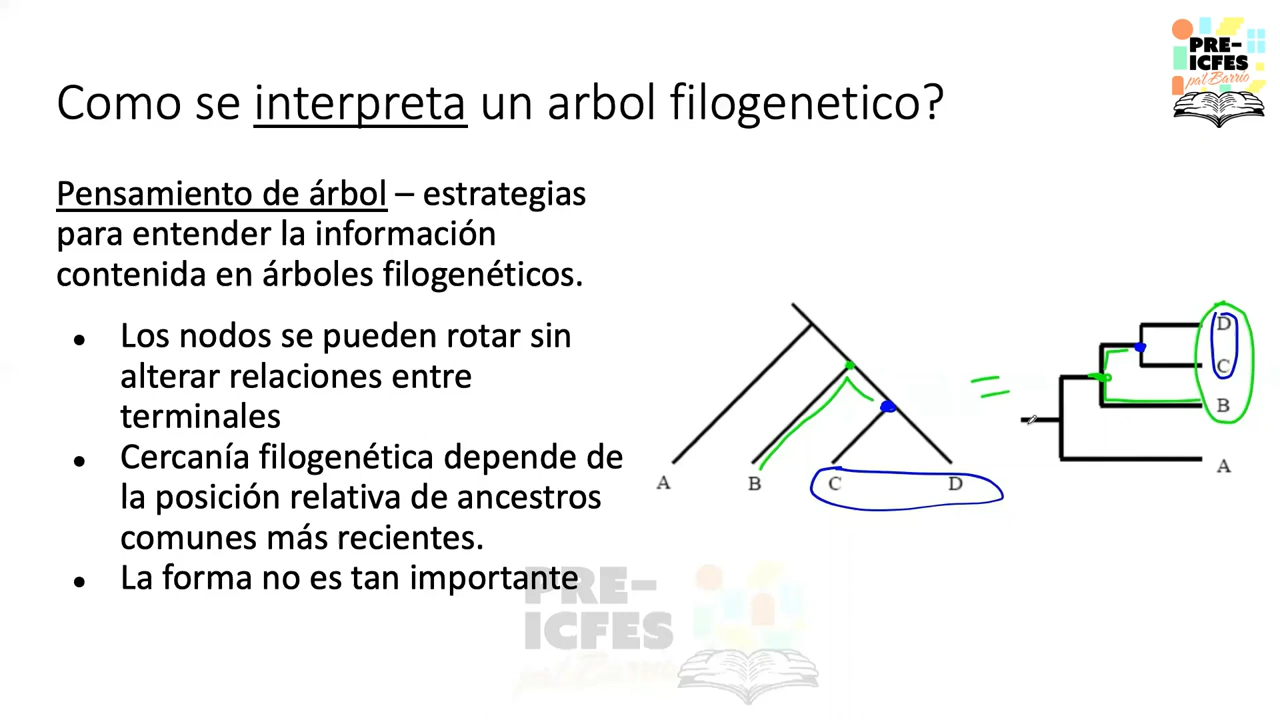 PRE-
ICFES
pal Barrio
Como se interpreta un arbol filogenetico?
Pensamiento de árbol – estrategias
para entender la información
contenida en árboles filogenéticos.
● Los nodos se pueden rotar sin
alterar relaciones entre
terminales
● Cercanía filogenética depende de
la posición relativa de ancestros
comunes más recientes.
● La forma no es tan importante
A B C D
=
D
C
B
A
PRE-
ICFES
pal Barrio